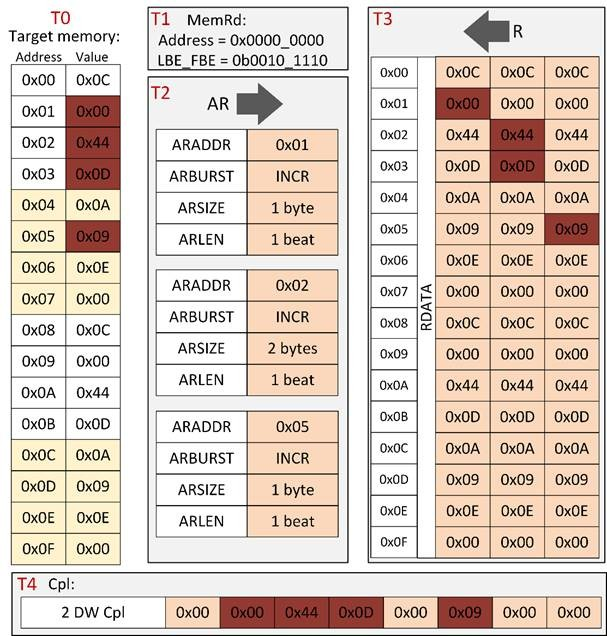 T0
Target memory:
Address Value
0x00 0x0C
0x01 0x00
0x02 0x44
0x03 0x0D
0x04 0x0A
0x05 0x09
0x06 0x0E
0x07 0x00
0x08 0x0C
0x09 0x00
0x0A 0x44
0x0B 0x0D
0x0C 0x0A
0x0D 0x09
0x0E 0x0E
0x0F 0x00
T1 MemRd:
Address = 0x0000_0000
LBE_FBE = 0b0010_1110
T2
AR
ARADDR 0x01
ARBURST INCR
ARSIZE 1 byte
ARLEN 1 beat
ARADDR 0x02
ARBURST INCR
ARSIZE 2 bytes
ARLEN 1 beat
ARADDR 0x05
ARBURST INCR
ARSIZE 1 byte
ARLEN 1 beat
T3
R
RDATA
0x00 0x0C 0x0C 0x0C
0x01 0x00 0x00 0x00
0x02 0x44 0x44 0x44
0x03 0x0D 0x0D 0x0D
0x04 0x0A 0x0A 0x0A
0x05 0x09 0x09 0x09
0x06 0x0E 0x0E 0x0E
0x07 0x00 0x00 0x00
0x08 0x0C 0x0C 0x0C
0x09 0x00 0x00 0x00
0x0A 0x44 0x44 0x44
0x0B 0x0D 0x0D 0x0D
0x0C 0x0A 0x0A 0x0A
0x0D 0x09 0x09 0x09
0x0E 0x0E 0x0E 0x0E
0x0F 0x00 0x00 0x00
T4 Cpl:
2 DW Cpl 0x00 0x00 0x44 0x0D 0x00 0x09 0x00 0x00